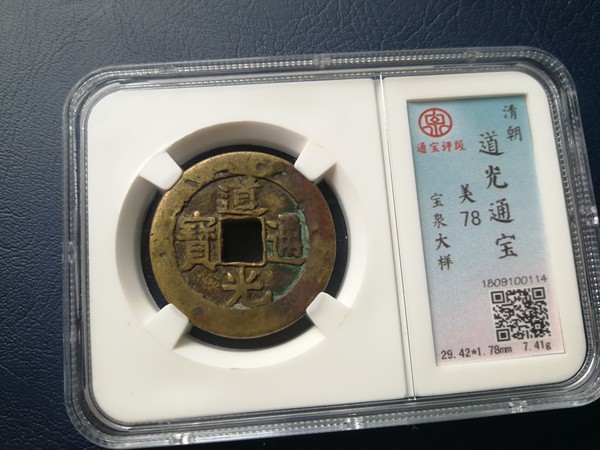 道光通寳
通宝评级
清朝
道光通宝
美78
宝泉大样
1809100114
29.42*1.78mm 7.41g